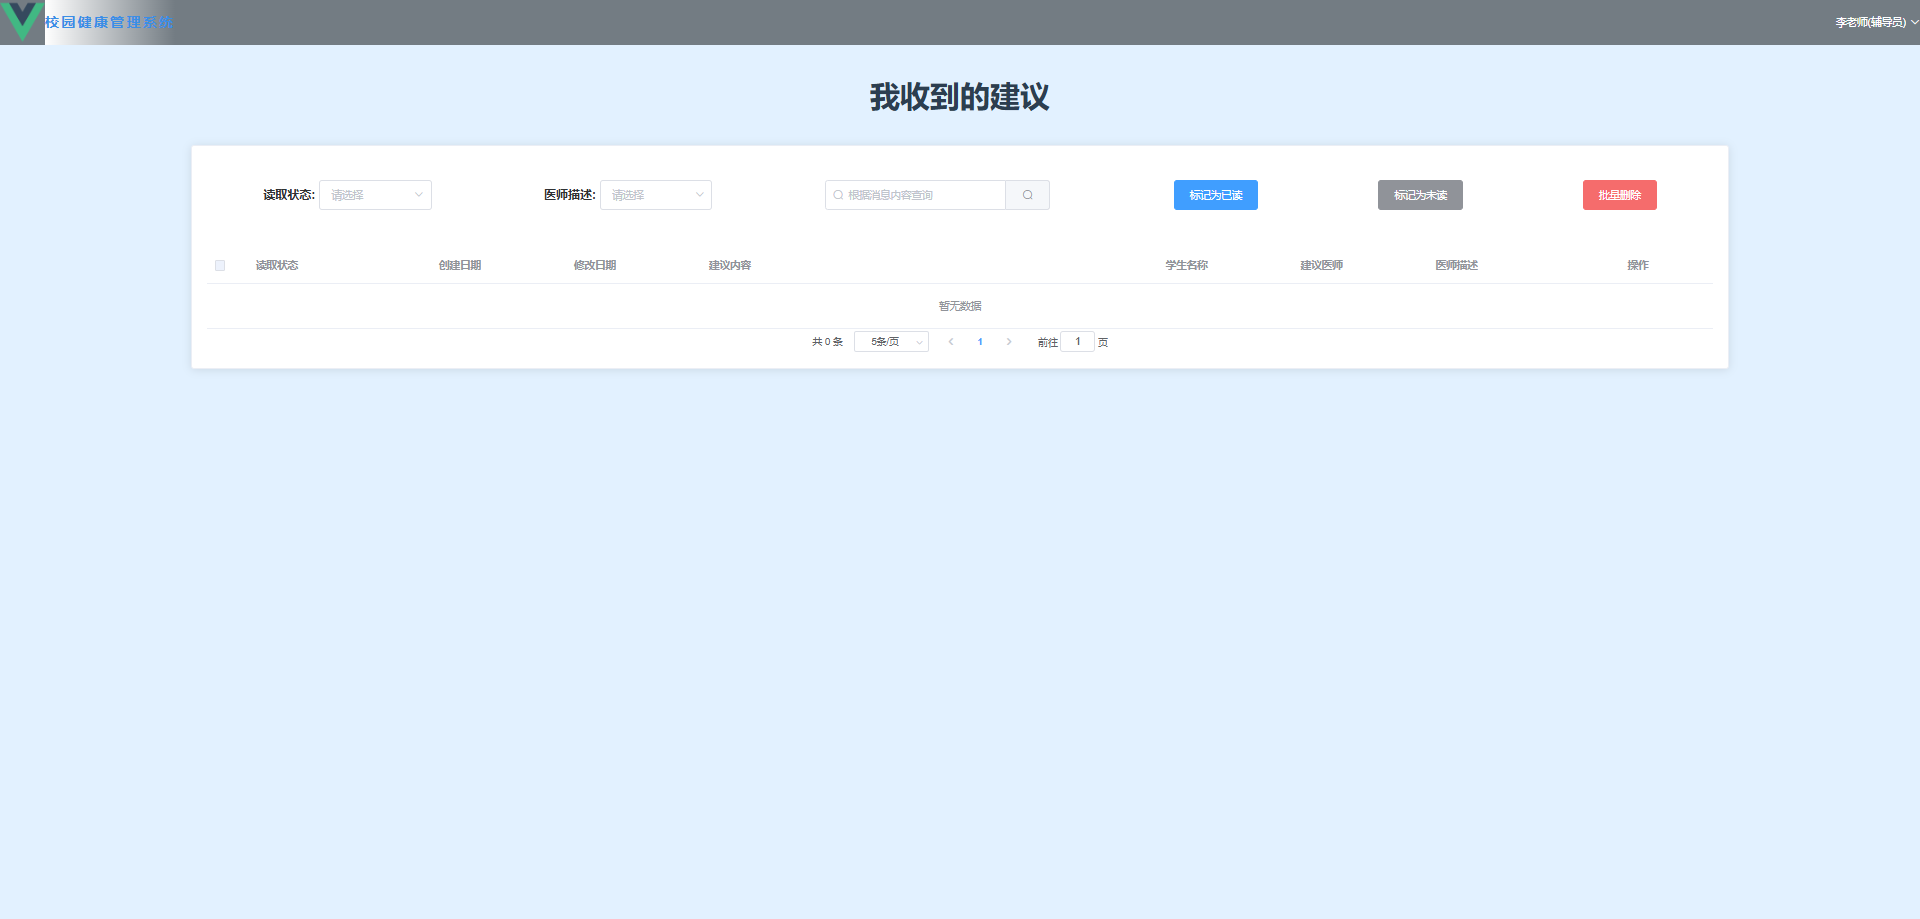 校园健康管理系统
李老师(辅导员)
我收到的建议
读取状态: 请选择 医师描述: 请选择 根据消息内容查询 标记为已读 标记为未读 批量删除
读取状态 创建日期 修改日期 建议内容 学生名称 建议医师 医师描述 操作
暂无数据
共 0 条 5条/页 1 前往 1 页